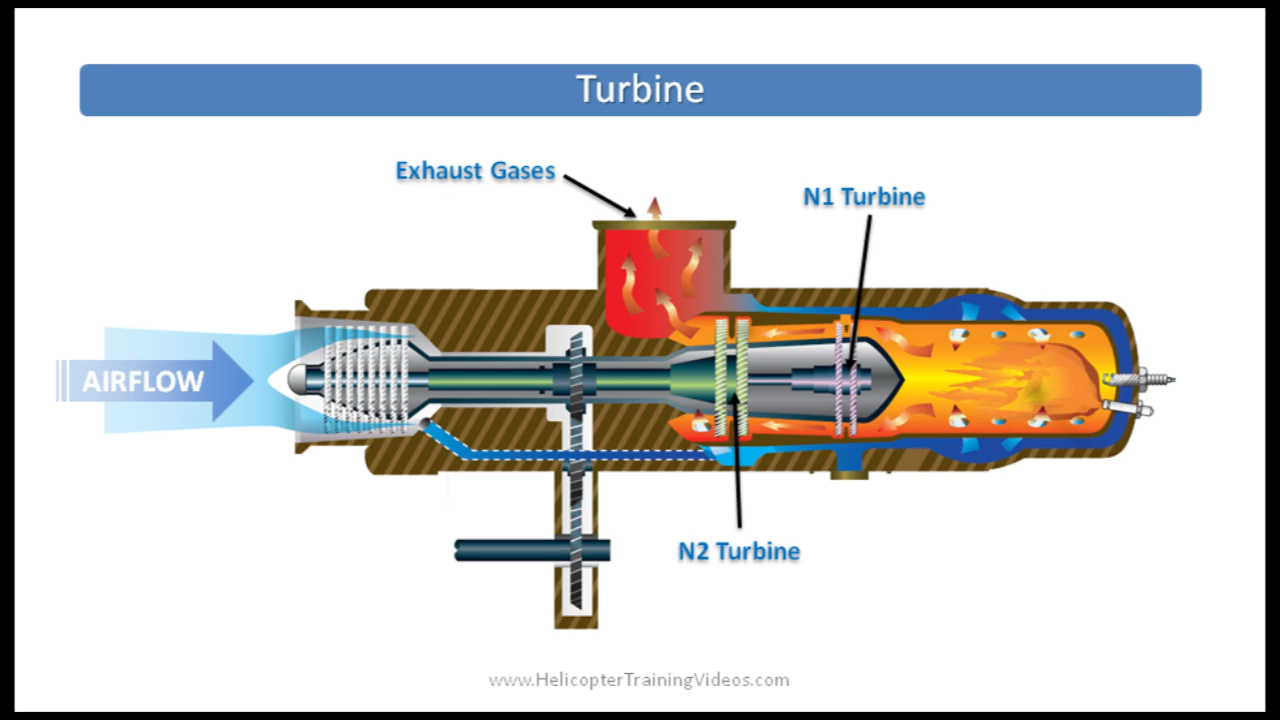 Turbine
Exhaust Gases
N1 Turbine
AIRFLOW
N2 Turbine
www.HelicopterTrainingVideos.com